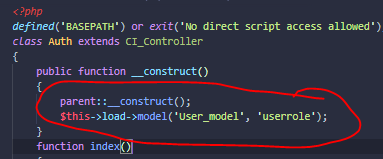 <?php
defined('BASEPATH') or exit('No direct script access allowed')
class Auth extends CI_Controller
{
    public function __construct()
    {
        parent::__construct();
        $this->load->model('User_model', 'userrole');
    }
    function index()